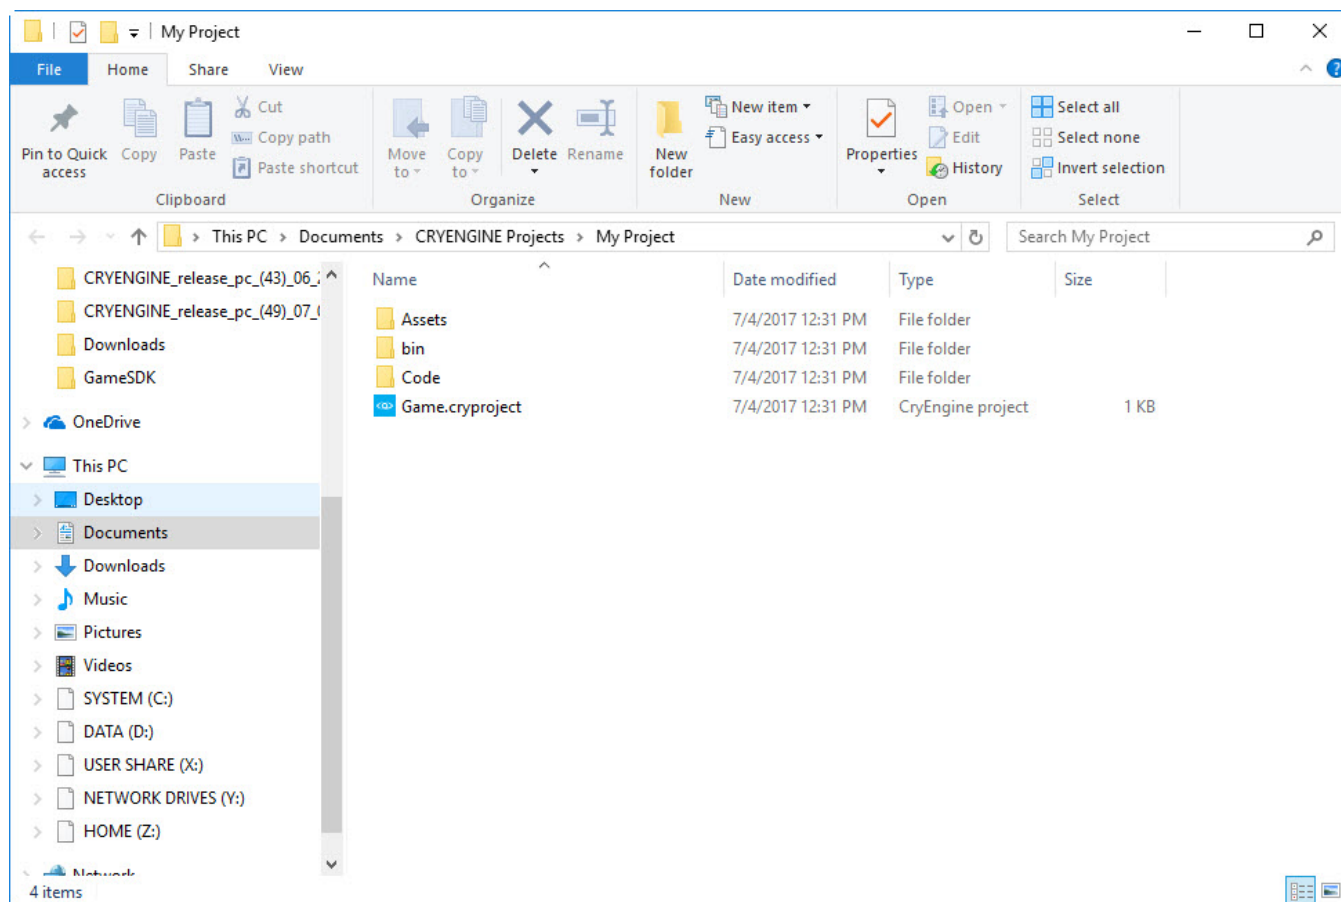 My Project
File Home Share View
Pin to Quick access
Copy
Paste
Cut
Copy path
Paste shortcut
Clipboard
Move to
Copy to
Delete
Rename
Organize
New folder
New item
Easy access
New
Properties
Open
Edit
History
Open
Select all
Select none
Invert selection
Select
This PC > Documents > CRYENGINE Projects > My Project
Search My Project
CRYENGINE_release_pc_(43)_06_
CRYENGINE_release_pc_(49)_07_
Downloads
GameSDK
OneDrive
This PC
Desktop
Documents
Downloads
Music
Pictures
Videos
SYSTEM (C:)
DATA (D:)
USER SHARE (X:)
NETWORK DRIVES (Y:)
HOME (Z:)
Network
Name Date modified Type Size
Assets 7/4/2017 12:31 PM File folder
bin 7/4/2017 12:31 PM File folder
Code 7/4/2017 12:31 PM File folder
Game.cryproject 7/4/2017 12:31 PM CryEngine project 1 KB
4 items